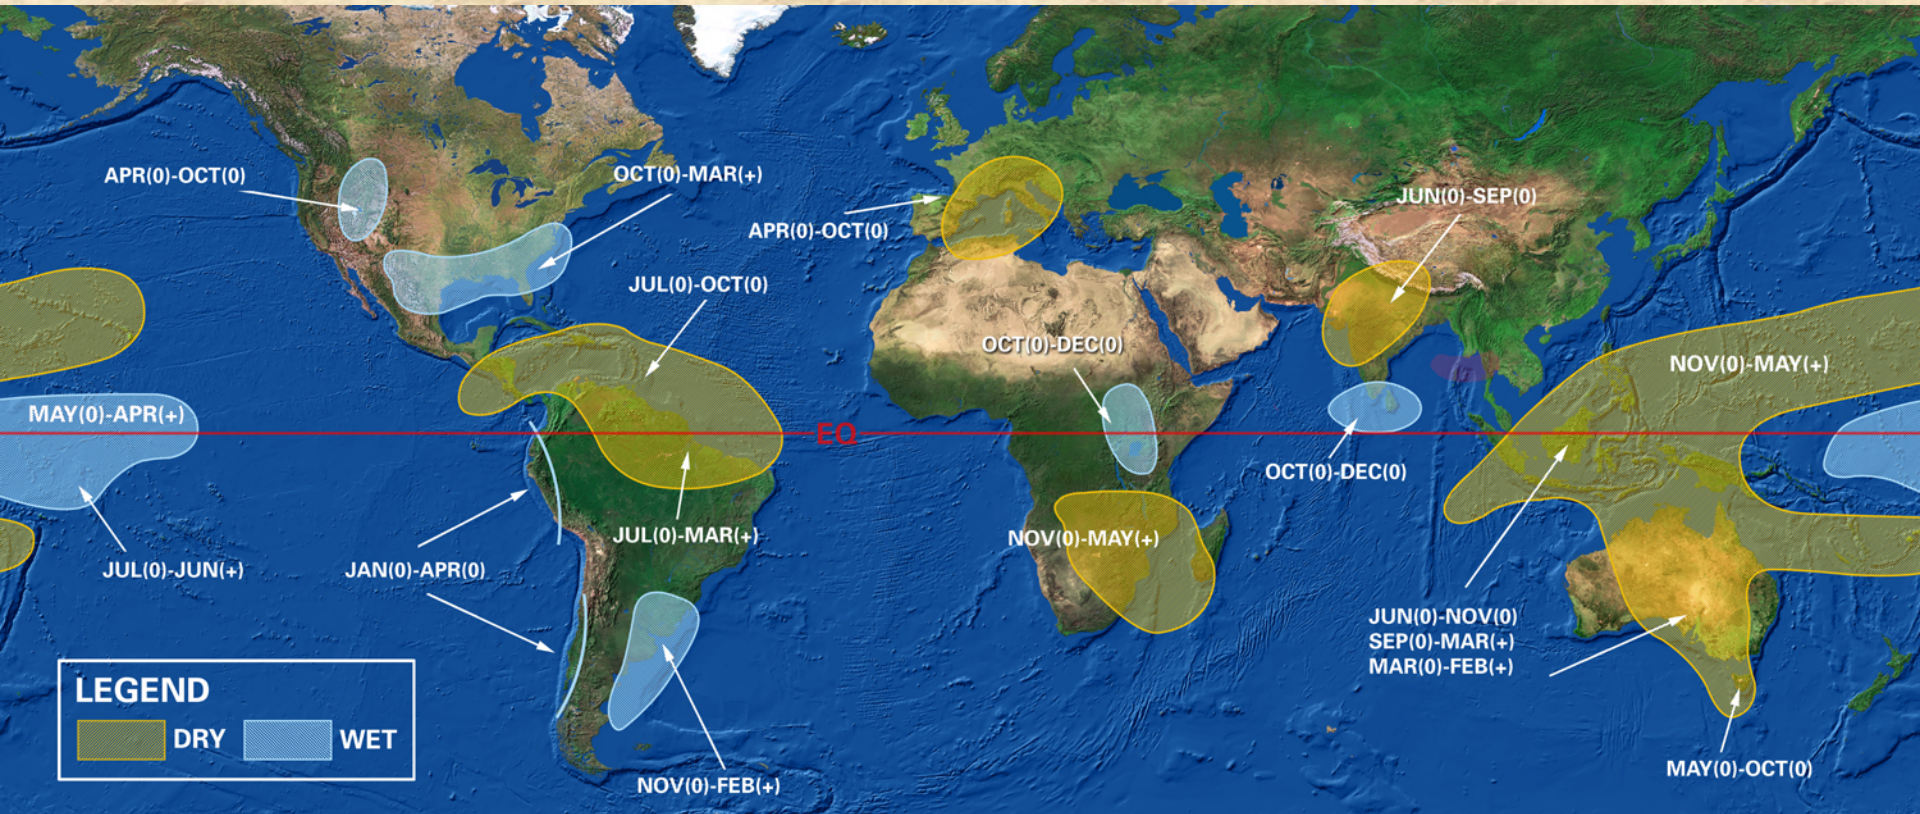 APR(0)-OCT(0)
OCT(0)-MAR(+)
APR(0)-OCT(0)
JUN(0)-SEP(0)
JUL(0)-OCT(0)
OCT(0)-DEC(0)
NOV(0)-MAY(+)
MAY(0)-APR(+)
EQ
OCT(0)-DEC(0)
JUL(0)-MAR(+)
NOV(0)-MAY(+)
JUL(0)-JUN(+)
JAN(0)-APR(0)
JUN(0)-NOV(0)
SEP(0)-MAR(+)
MAR(0)-FEB(+)
LEGEND
DRY WET
MAY(0)-OCT(0)
NOV(0)-FEB(+)